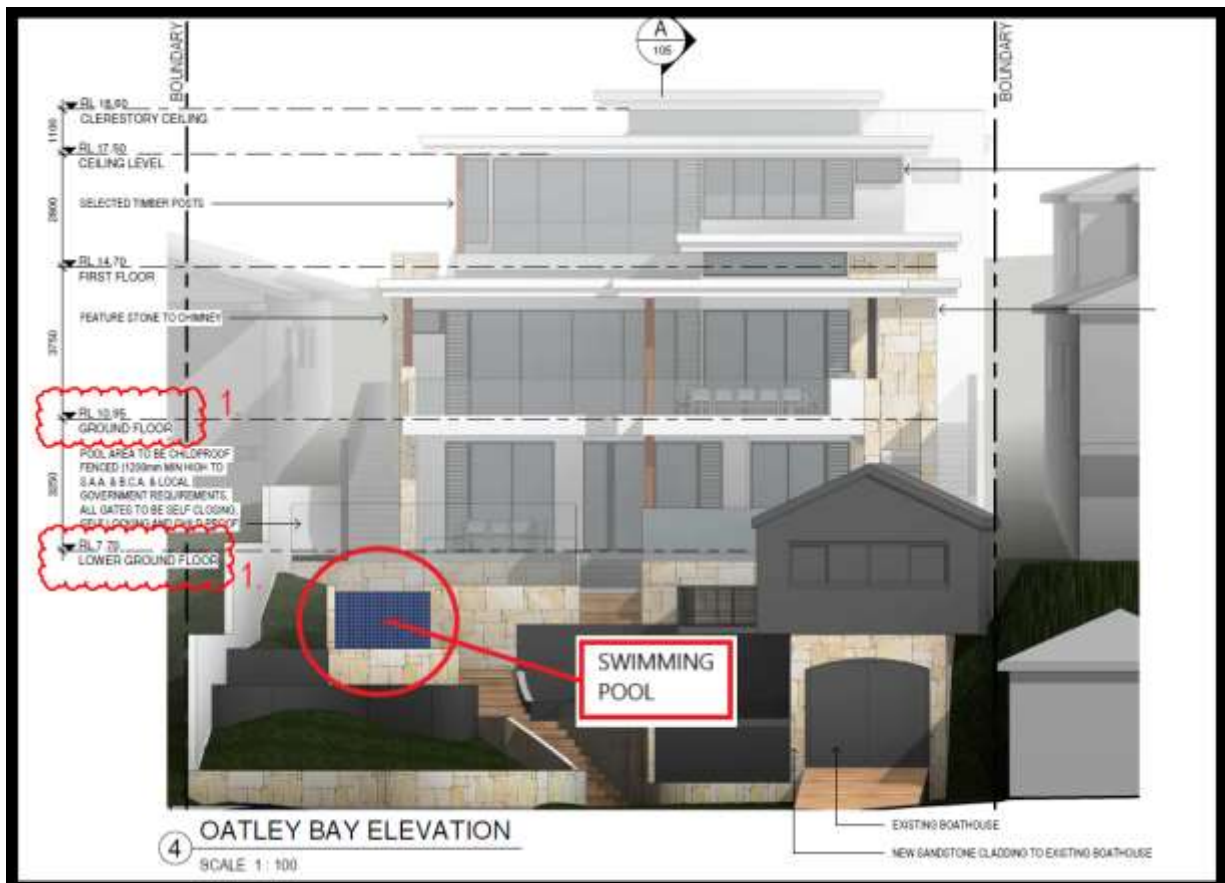 BOUNDARY
A
105
BOUNDARY
CLERESTORY CEILING
1100
RL 17.50
CEILING LEVEL
2800
SELECTED TIMBER POSTS
RL 14.70
FIRST FLOOR
FEATURE STONE TO CHIMNEY
3750
RL 10.95
1.
GROUND FLOOR
POOL AREA TO BE CHILDPROOF
FENCED (1200mm MIN HIGH TO
S.A.A. & B.C.A. & LOCAL
GOVERNMENT REQUIREMENTS.
ALL GATES TO BE SELF CLOSING,
SELF LOCKING AND CHILD PROOF
3250
RL 7.70
LOWER GROUND FLOOR
1.
SWIMMING
POOL
4
OATLEY BAY ELEVATION
SCALE 1 : 100
EXISTING BOATHOUSE
NEW SANDSTONE CLADDING TO EXISTING BOATHOUSE